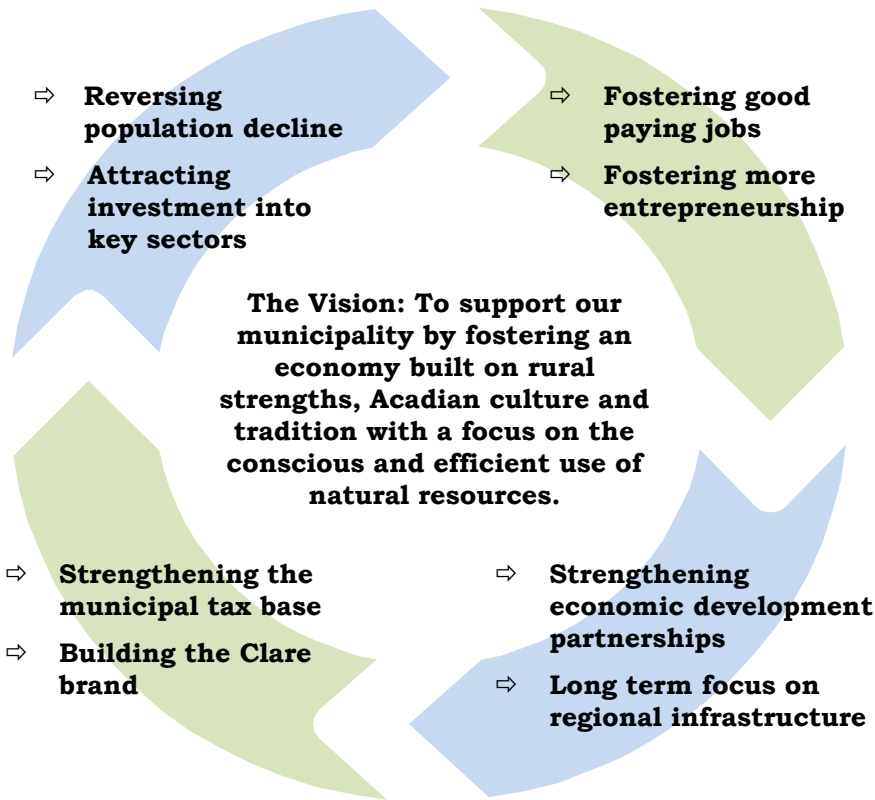 ⇨ Reversing
population decline
⇨ Attracting
investment into
key sectors
⇨ Fostering good
paying jobs
⇨ Fostering more
entrepreneurship
The Vision: To support our
municipality by fostering an
economy built on rural
strengths, Acadian culture and
tradition with a focus on the
conscious and efficient use of
natural resources.
⇨ Strengthening the
municipal tax base
⇨ Building the Clare
brand
⇨ Strengthening
economic development
partnerships
⇨ Long term focus on
regional infrastructure